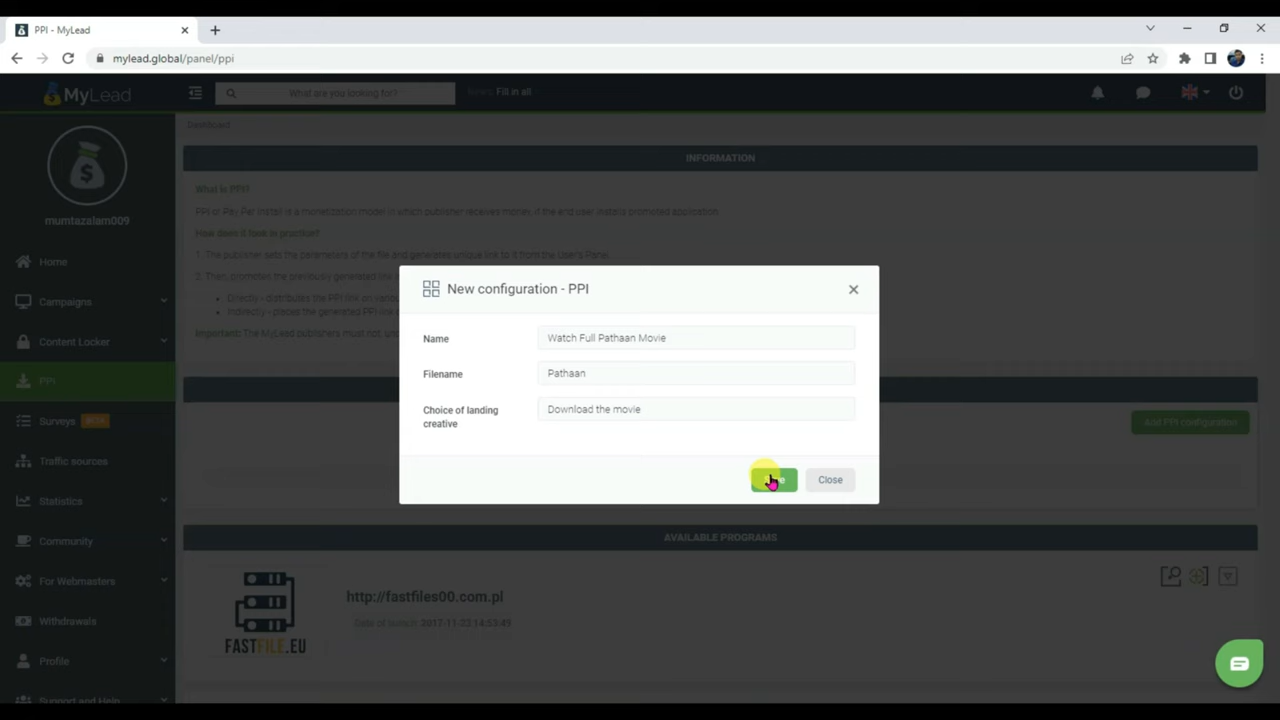 PPI - MyLead
mylead.global/panel/ppi
MyLead
What are you looking for?
News: Fill in all
Dashboard
INFORMATION
What is PPI?
PPI or Pay Per Install is a monetization model in which publisher receives money, if the end user installs promoted application.
How does it look in practice?
1. The publisher sets the parameters of the file and generates unique link to it from the User's Panel.
2. Then, promotes the previously generated link
Directly - distributes the PPI link on various
Indirectly - places the generated PPI link
Important: The MyLead publishers must not
mumtazalam009
Home
Campaigns
Content Locker
PPI
Surveys BETA
Traffic sources
Statistics
Community
For Webmasters
Withdrawals
Profile
Support and Help
New configuration - PPI
Name
Watch Full Pathaan Movie
Filename
Pathaan
Choice of landing
creative
Download the movie
Close
Add PPI configuration
AVAILABLE PROGRAMS
FASTFILE.EU
http://fastfiles00.com.pl
Date of launch: 2017-11-23 14:53:49